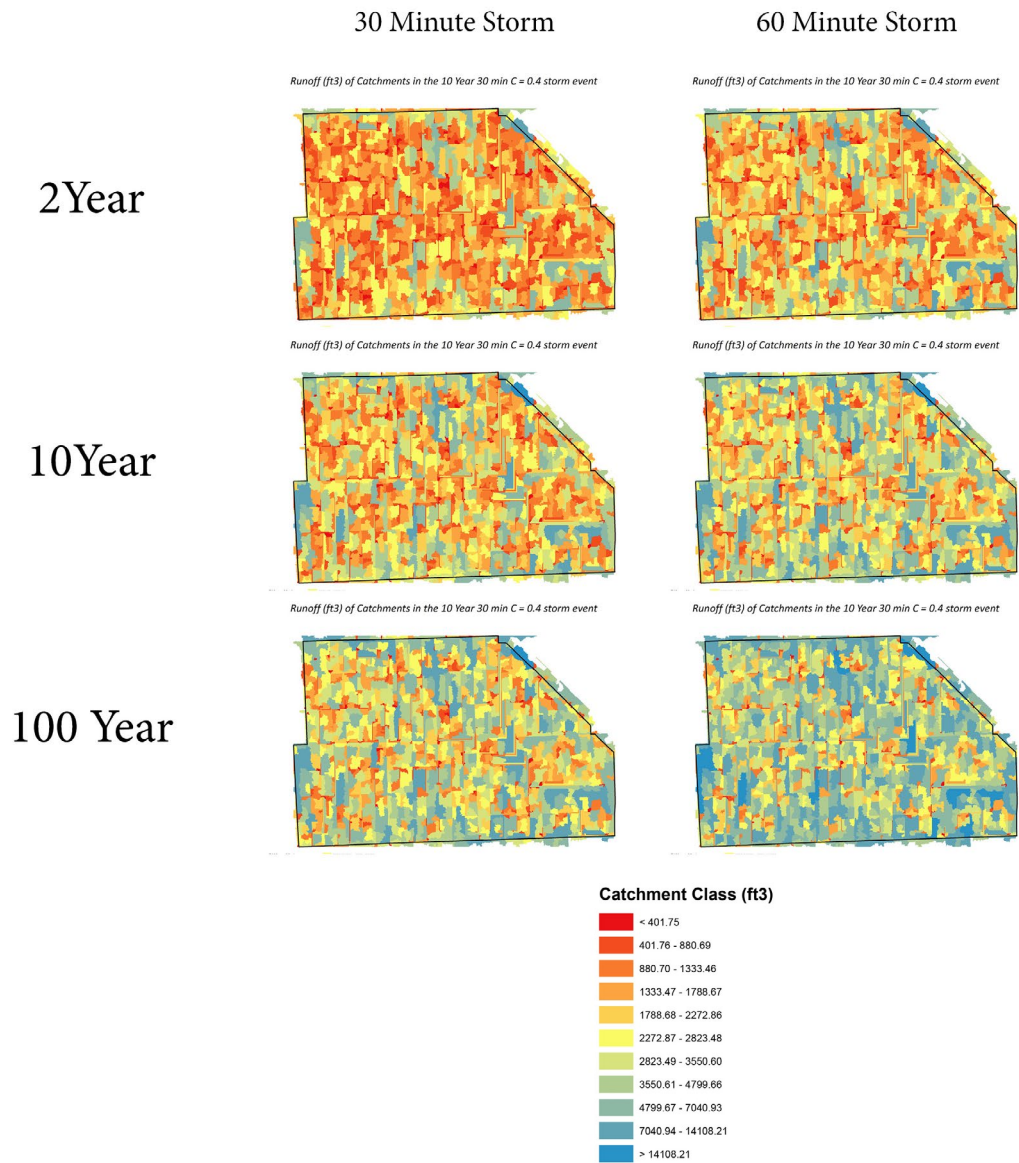 30 Minute Storm
60 Minute Storm
Runoff (ft3) of Catchments in the 10 Year 30 min C = 0.4 storm event
Runoff (ft3) of Catchments in the 10 Year 30 min C = 0.4 storm event
2Year
Runoff (ft3) of Catchments in the 10 Year 30 min C = 0.4 storm event
Runoff (ft3) of Catchments in the 10 Year 30 min C = 0.4 storm event
10Year
Runoff (ft3) of Catchments in the 10 Year 30 min C = 0.4 storm event
Runoff (ft3) of Catchments in the 10 Year 30 min C = 0.4 storm event
100 Year
Catchment Class (ft3)
< 401.75
401.76 - 880.69
880.70 - 1333.46
1333.47 - 1788.67
1788.68 - 2272.86
2272.87 - 2823.48
2823.49 - 3550.60
3550.61 - 4799.66
4799.67 - 7040.93
7040.94 - 14108.21
> 14108.21